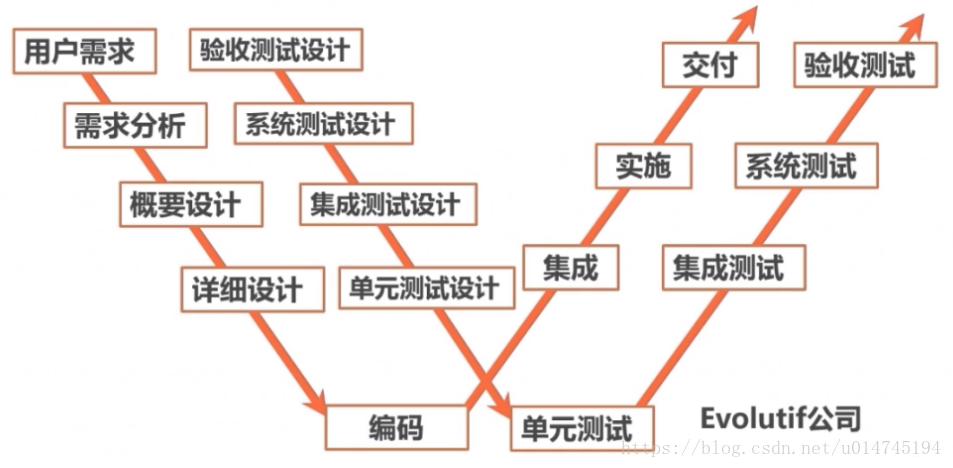 用户需求
验收测试设计
交付
验收测试
需求分析
系统测试设计
实施
系统测试
概要设计
集成测试设计
集成
集成测试
详细设计
单元测试设计
编码
单元测试
Evolutif公司
https://blog.csdn.net/u014745194